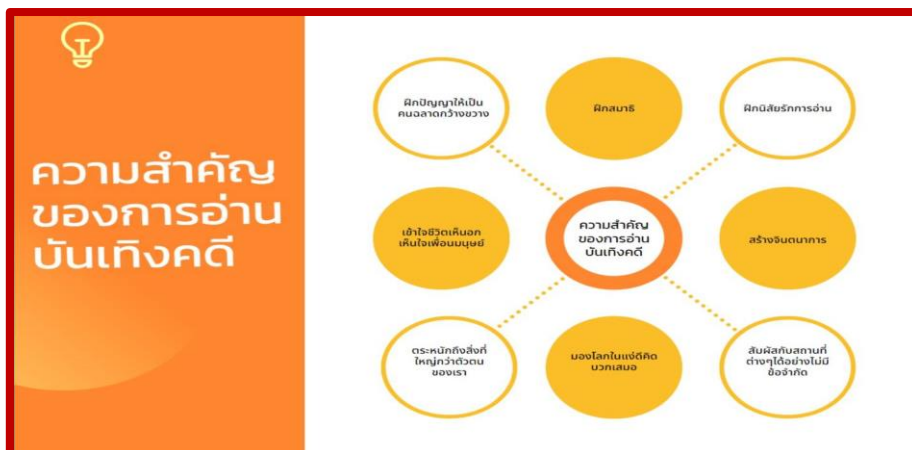 ความสำคัญ
ของการอ่าน
บันเทิงคดี
ฝึกปัญญาให้เป็น
คนฉลาดกว้างขวาง
ฝึกสมาธิ
ฝึกนิสัยรักการอ่าน
เข้าใจชีวิตเห็นอก
เห็นใจเพื่อนมนุษย์
ความสำคัญ
ของการอ่าน
บันเทิงคดี
สร้างจินตนาการ
ตระหนักถึงสิ่งที่
ใหญ่กว่าตัวตน
ของเรา
มองโลกในแง่ดีคิด
บวกเสมอ
สัมผัสกับสถานที่
ต่างๆได้อย่างไม่มี
ข้อจำกัด